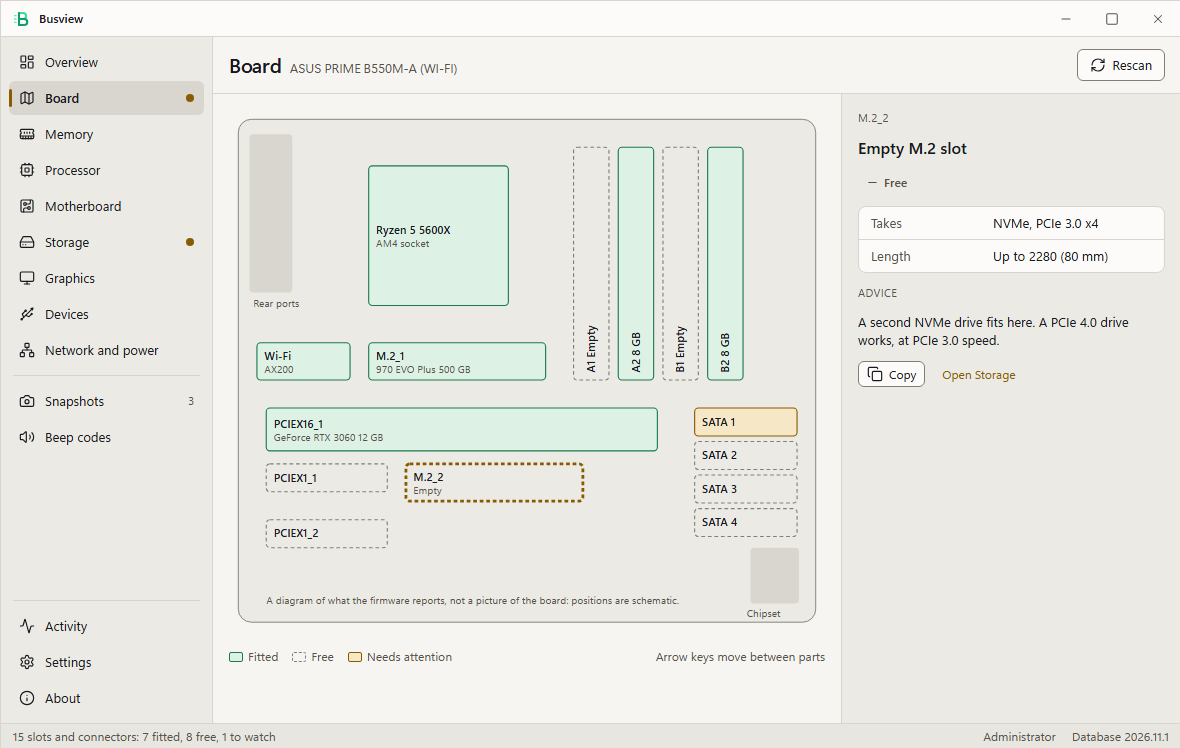 Busview
Overview
Board
Memory
Processor
Motherboard
Storage
Graphics
Devices
Network and power
Snapshots 3
Beep codes
Activity
Settings
About
Board ASUS PRIME B550M-A (WI-FI)
Rescan
Rear ports
Ryzen 5 5600X
AM4 socket
A1 Empty
A2 8 GB
B1 Empty
B2 8 GB
Wi-Fi
AX200
M.2_1
970 EVO Plus 500 GB
PCIEX16_1
GeForce RTX 3060 12 GB
PCIEX1_1
M.2_2
Empty
PCIEX1_2
SATA 1
SATA 2
SATA 3
SATA 4
A diagram of what the firmware reports, not a picture of the board: positions are schematic.
Chipset
Fitted Free Needs attention
Arrow keys move between parts
M.2_2
Empty M.2 slot
Free
Takes NVMe, PCIe 3.0 x4
Length Up to 2280 (80 mm)
ADVICE
A second NVMe drive fits here. A PCIe 4.0 drive
works, at PCIe 3.0 speed.
Copy Open Storage
15 slots and connectors: 7 fitted, 8 free, 1 to watch
Administrator Database 2026.11.1